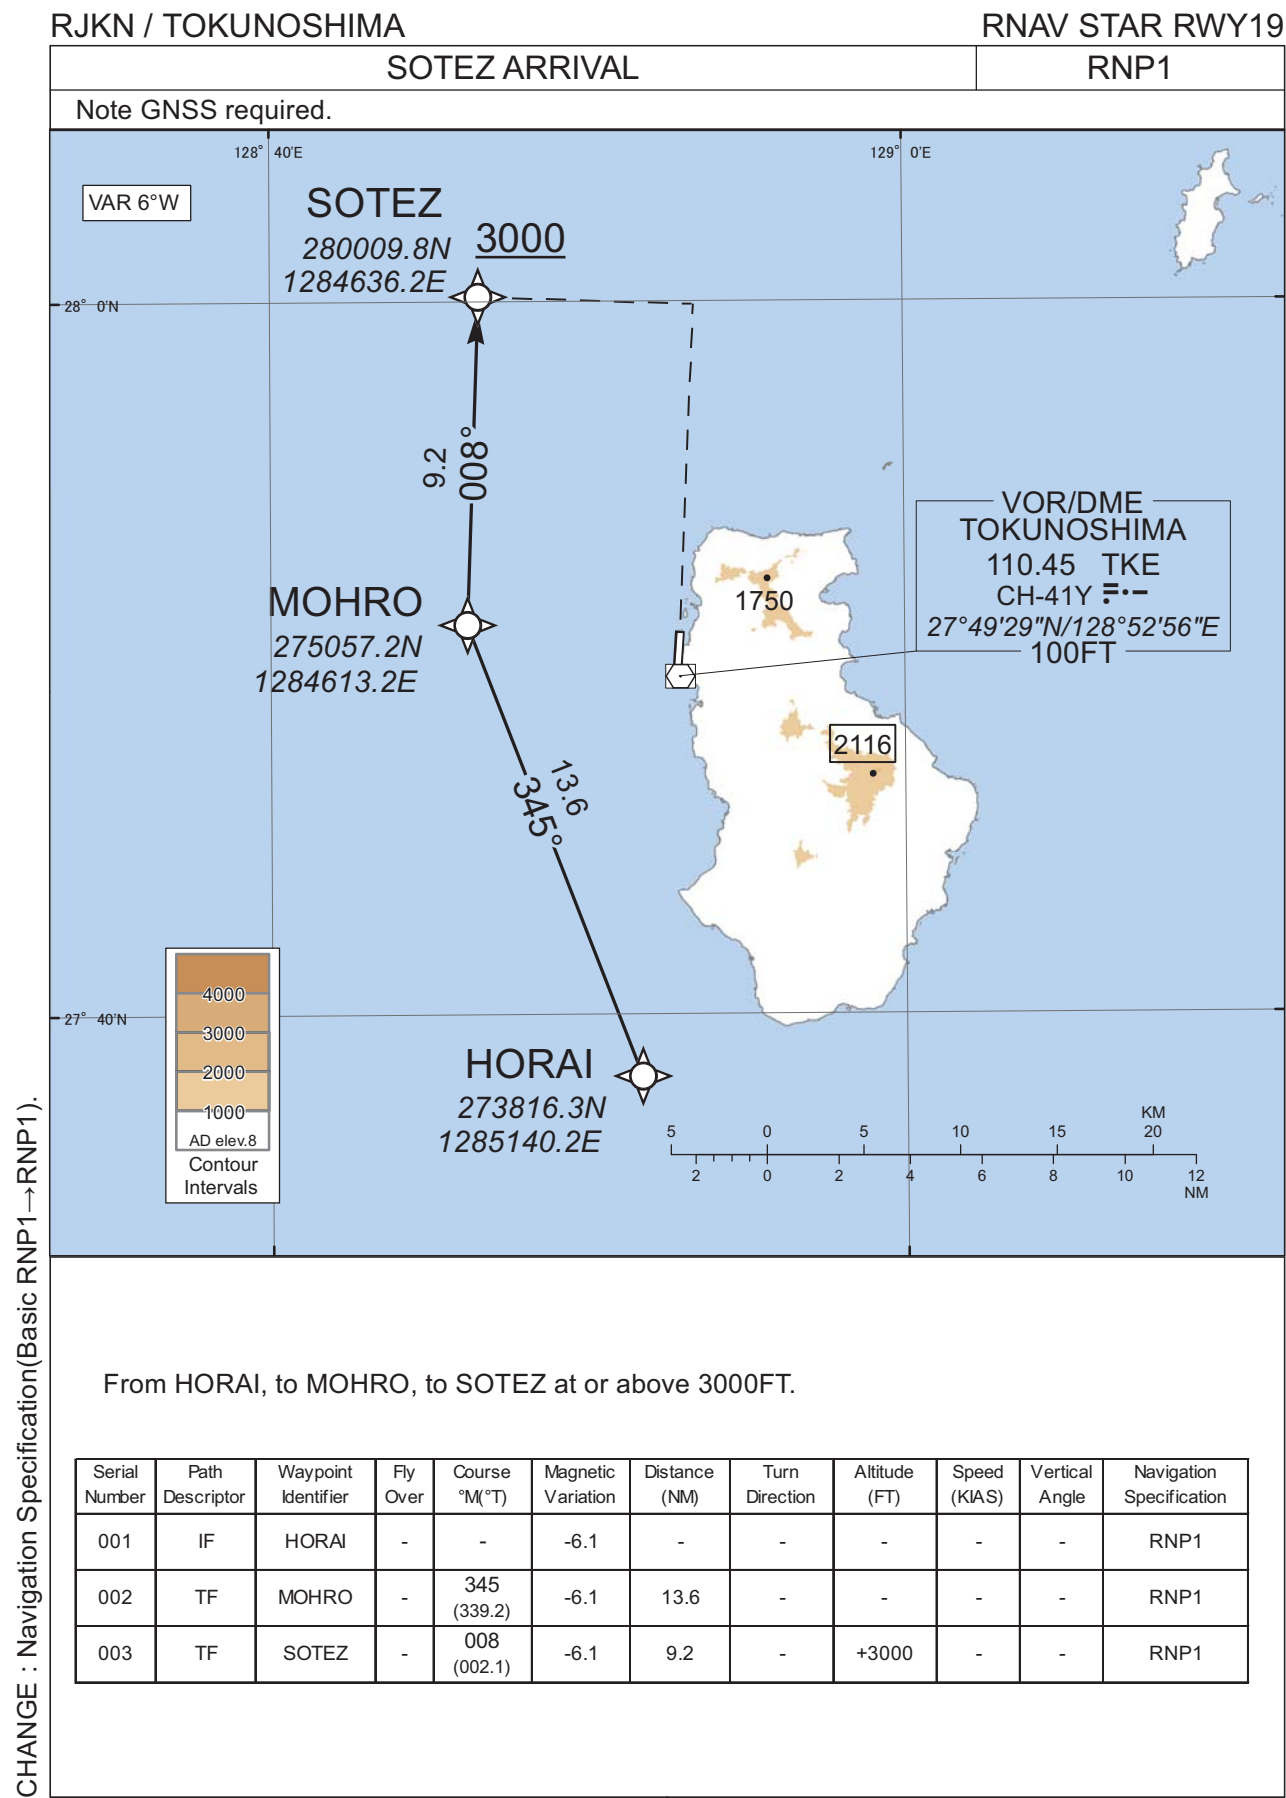 RJKN / TOKUNOSHIMA
RNAV STAR RWY19
SOTEZ ARRIVAL
RNP1
Note GNSS required.
128° 40'E
129° 0'E
VAR 6°W
SOTEZ
280009.8N
1284636.2E
3000
28° 0'N
9.2
008°
VOR/DME
TOKUNOSHIMA
110.45 TKE
CH-41Y
27°49'29"N/128°52'56"E
100FT
1750
MOHRO
275057.2N
1284613.2E
2116
13.6
345°
4000
3000
2000
1000
AD elev.8
Contour
Intervals
27° 40'N
HORAI
273816.3N
1285140.2E
KM
5 0 5 10 15 20
2 0 2 4 6 8 10 12
NM
CHANGE : Navigation Specification(Basic RNP1→RNP1).
From HORAI, to MOHRO, to SOTEZ at or above 3000FT.
Serial Path Waypoint Fly Course Magnetic Distance Turn Altitude Speed Vertical Navigation
Number Descriptor Identifier Over °M(°T) Variation (NM) Direction (FT) (KIAS) Angle Specification
001 IF HORAI - - -6.1 - - - - - RNP1
002 TF MOHRO - 345 (339.2) -6.1 13.6 - - - - RNP1
003 TF SOTEZ - 008 (002.1) -6.1 9.2 - +3000 - - RNP1